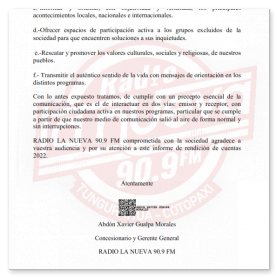 acontecimientos locales, nacionales e internacionales.
d.-Ofrecer espacios de participación activa a los grupos excluidos de la
sociedad para que encuentren soluciones a sus inquietudes.
e.-Rescatar y promover los valores culturales, sociales y religiosas, de nuestros
pueblos.
f.- Transmitir el auténtico sentido de la vida con mensajes de orientación en los
distintos programas.
Con lo antes expuesto tratamos, de cumplir con un precepto esencial de la
comunicación, que es el de interactuar en dos vías: emisor y receptor, con
participación ciudadana activa en nuestros programas, particular que se cumple
a partir de que nuestro medio de comunicación salió al aire de forma normal y
sin interrupciones.
RADIO LA NUEVA 90.9 FM comprometida con la sociedad agradece a
vuestra audiencia y por su atención a este informe de rendición de cuentas
2022.
Atentamente
Abdón Xavier Gualpa Morales
Concesionario y Gerente General
RADIO LA NUEVA 90.9 FM
90.9FM